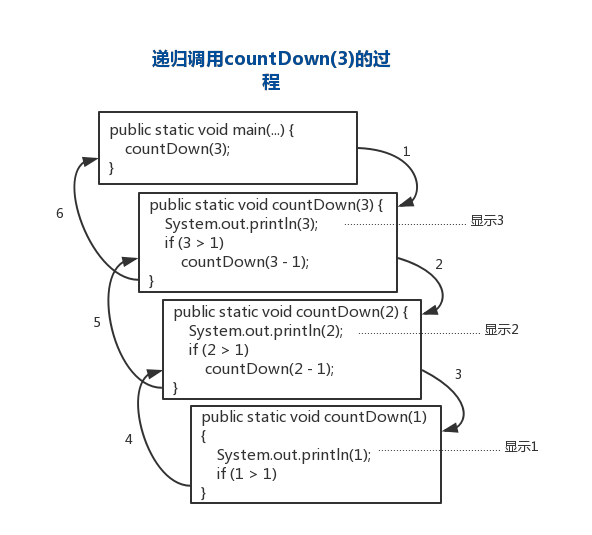 递归调用countDown(3)的过
程
public static void main(...) {
countDown(3);
}
1
public static void countDown(3) {
System.out.println(3);
显示3
if (3 > 1)
countDown(3 - 1);
}
6
2
public static void countDown(2) {
System.out.println(2);
显示2
if (2 > 1)
countDown(2 - 1);
}
5
3
public static void countDown(1)
{
System.out.println(1);
显示1
if (1 > 1)
}
4